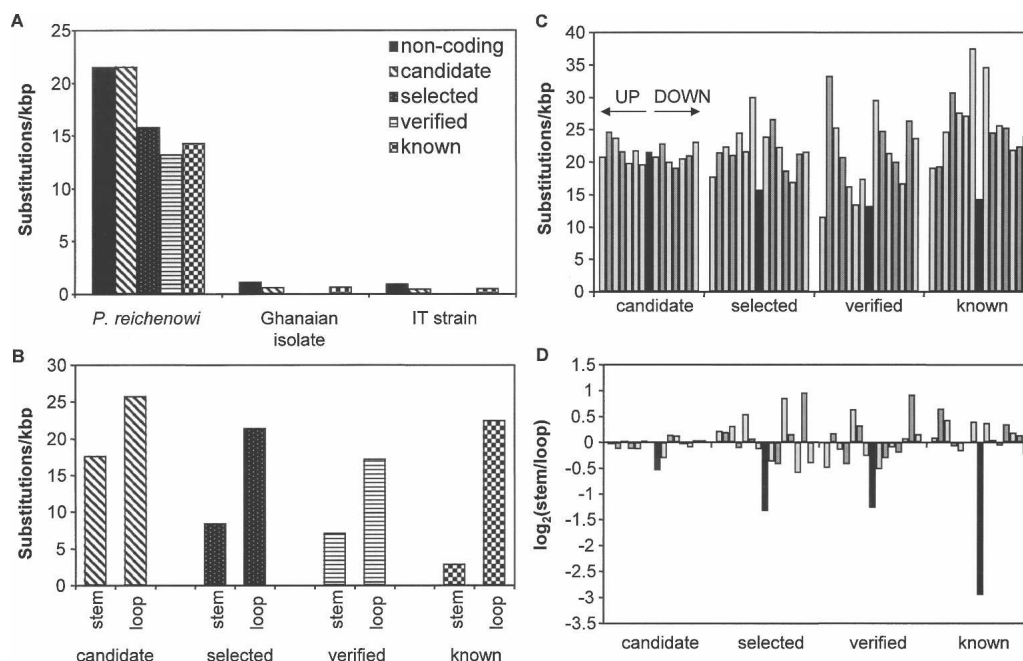 A
Substitutions/kbp
25
20
15
10
5
0
non-coding
candidate
selected
verified
known
P. reichenowi
Ghanaian
isolate
IT strain
B
Substitutions/kbp
30
25
20
15
10
5
0
stem
loop
stem
loop
stem
loop
stem
loop
candidate
selected
verified
known
C
Substitutions/kbp
40
35
30
25
20
15
10
5
0
UP
DOWN
candidate
selected
verified
known
D
log2(stem/loop)
1.5
1
0.5
0
-0.5
-1
-1.5
-2
-2.5
-3
-3.5
candidate
selected
verified
known